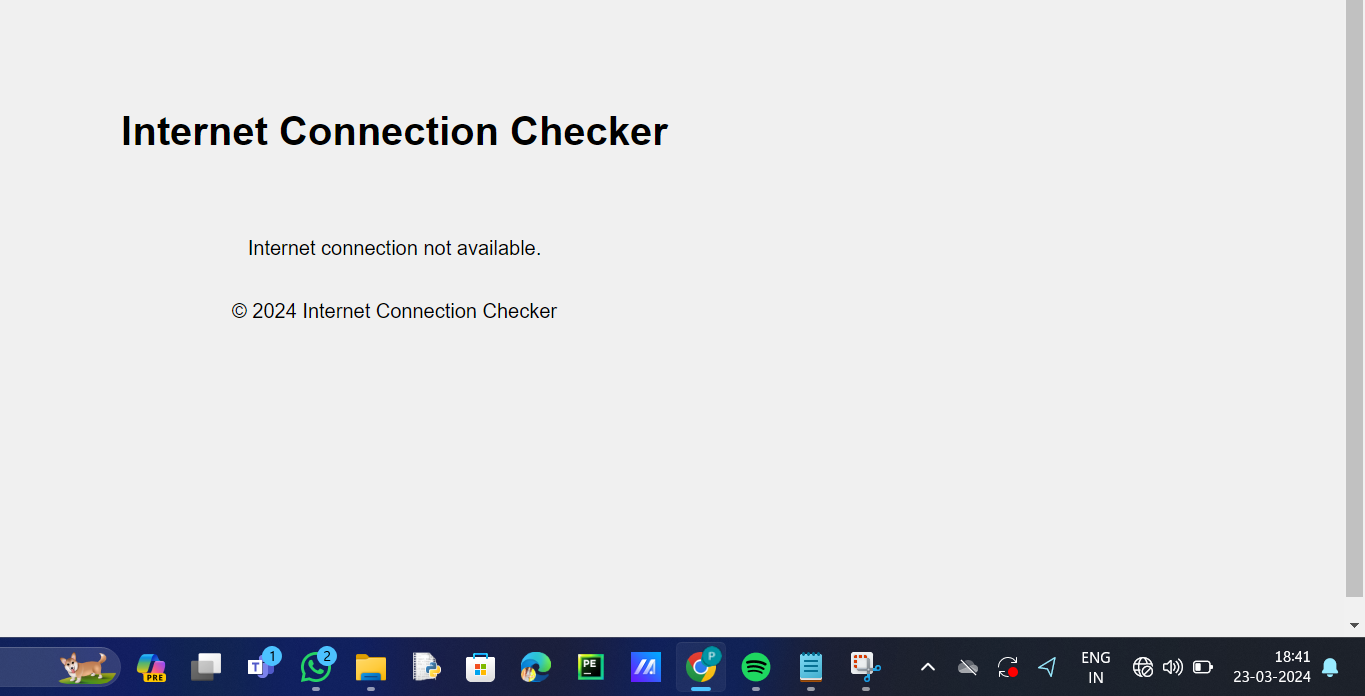 Internet Connection Checker
Internet connection not available.
© 2024 Internet Connection Checker
PRE
T
1
2
PE
P
ENG
IN
18:41
23-03-2024